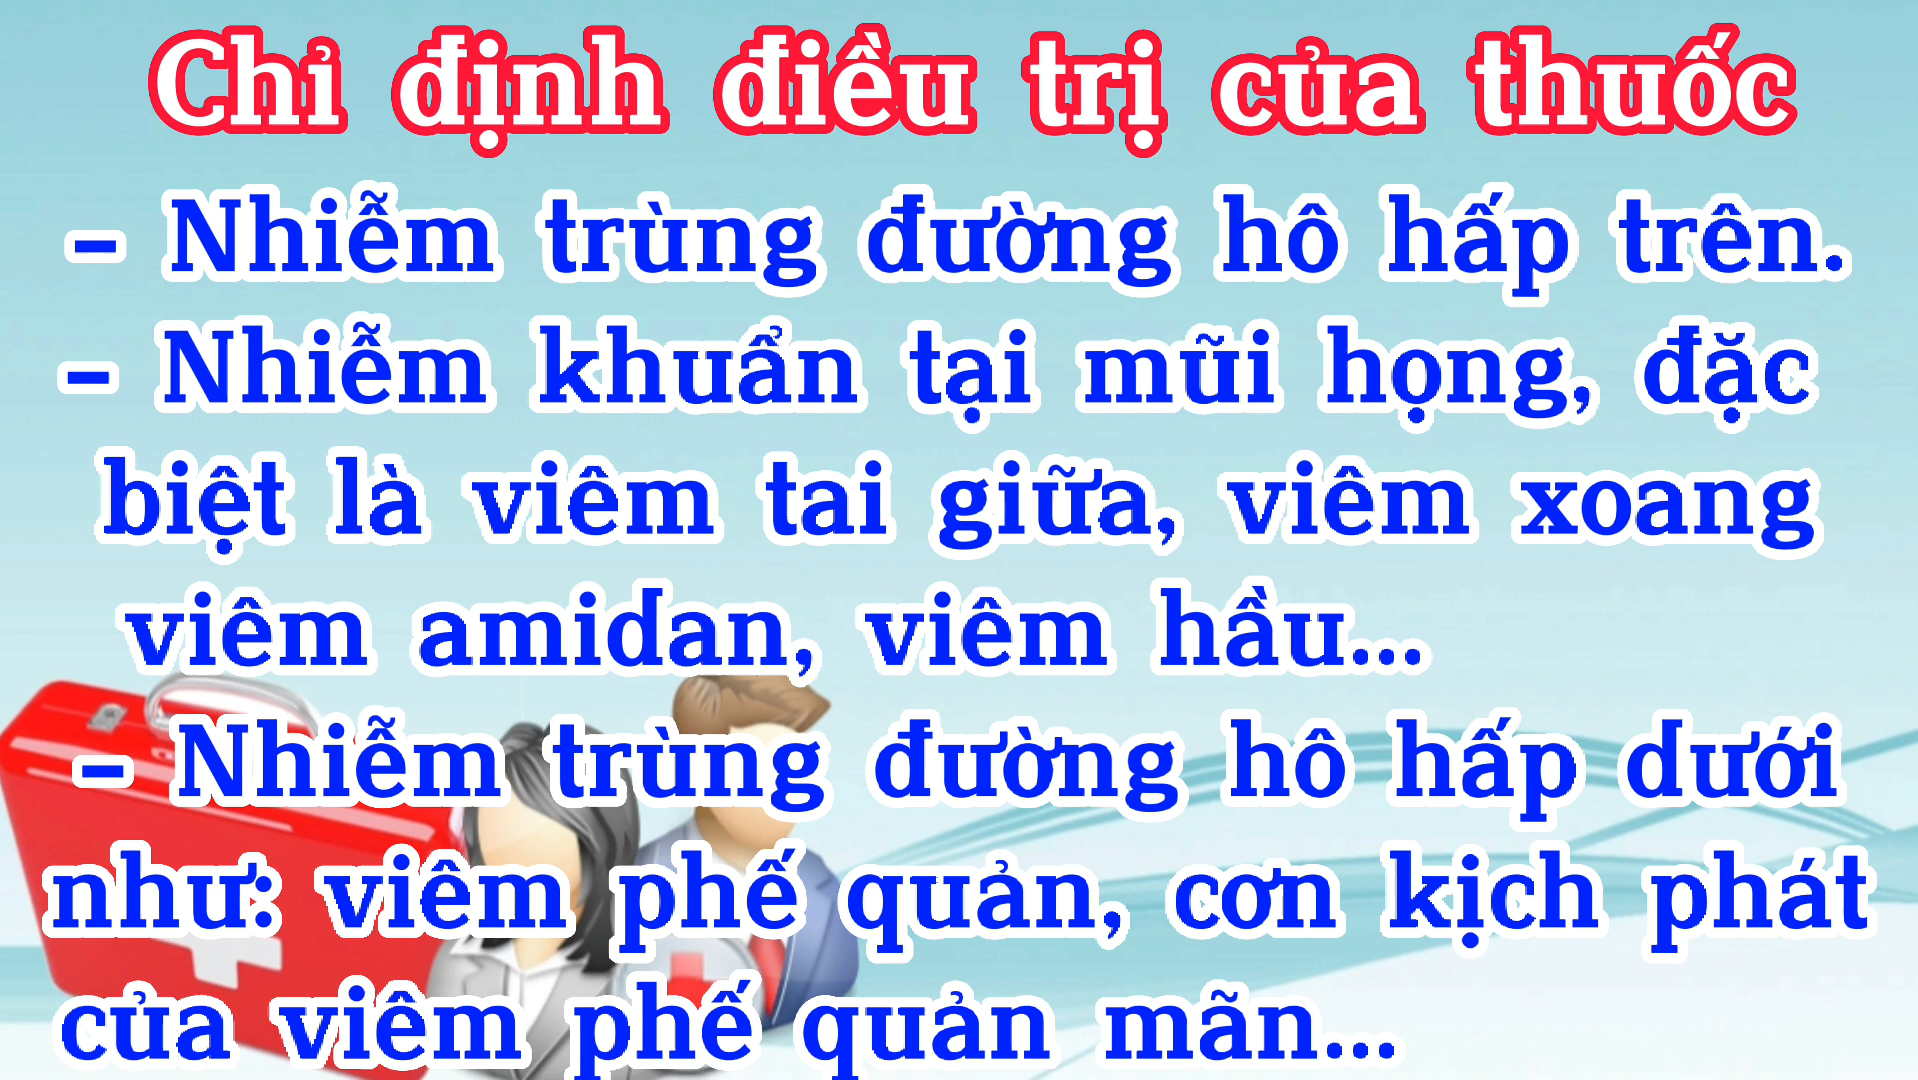 Chỉ định điều trị của thuốc
- Nhiễm trùng đường hô hấp trên.
- Nhiễm khuẩn tại mũi họng, đặc
biệt là viêm tai giữa, viêm xoang
viêm amidan, viêm hầu...
- Nhiễm trùng đường hô hấp dưới
như: viêm phế quản, cơn kịch phát
của viêm phế quản mãn...